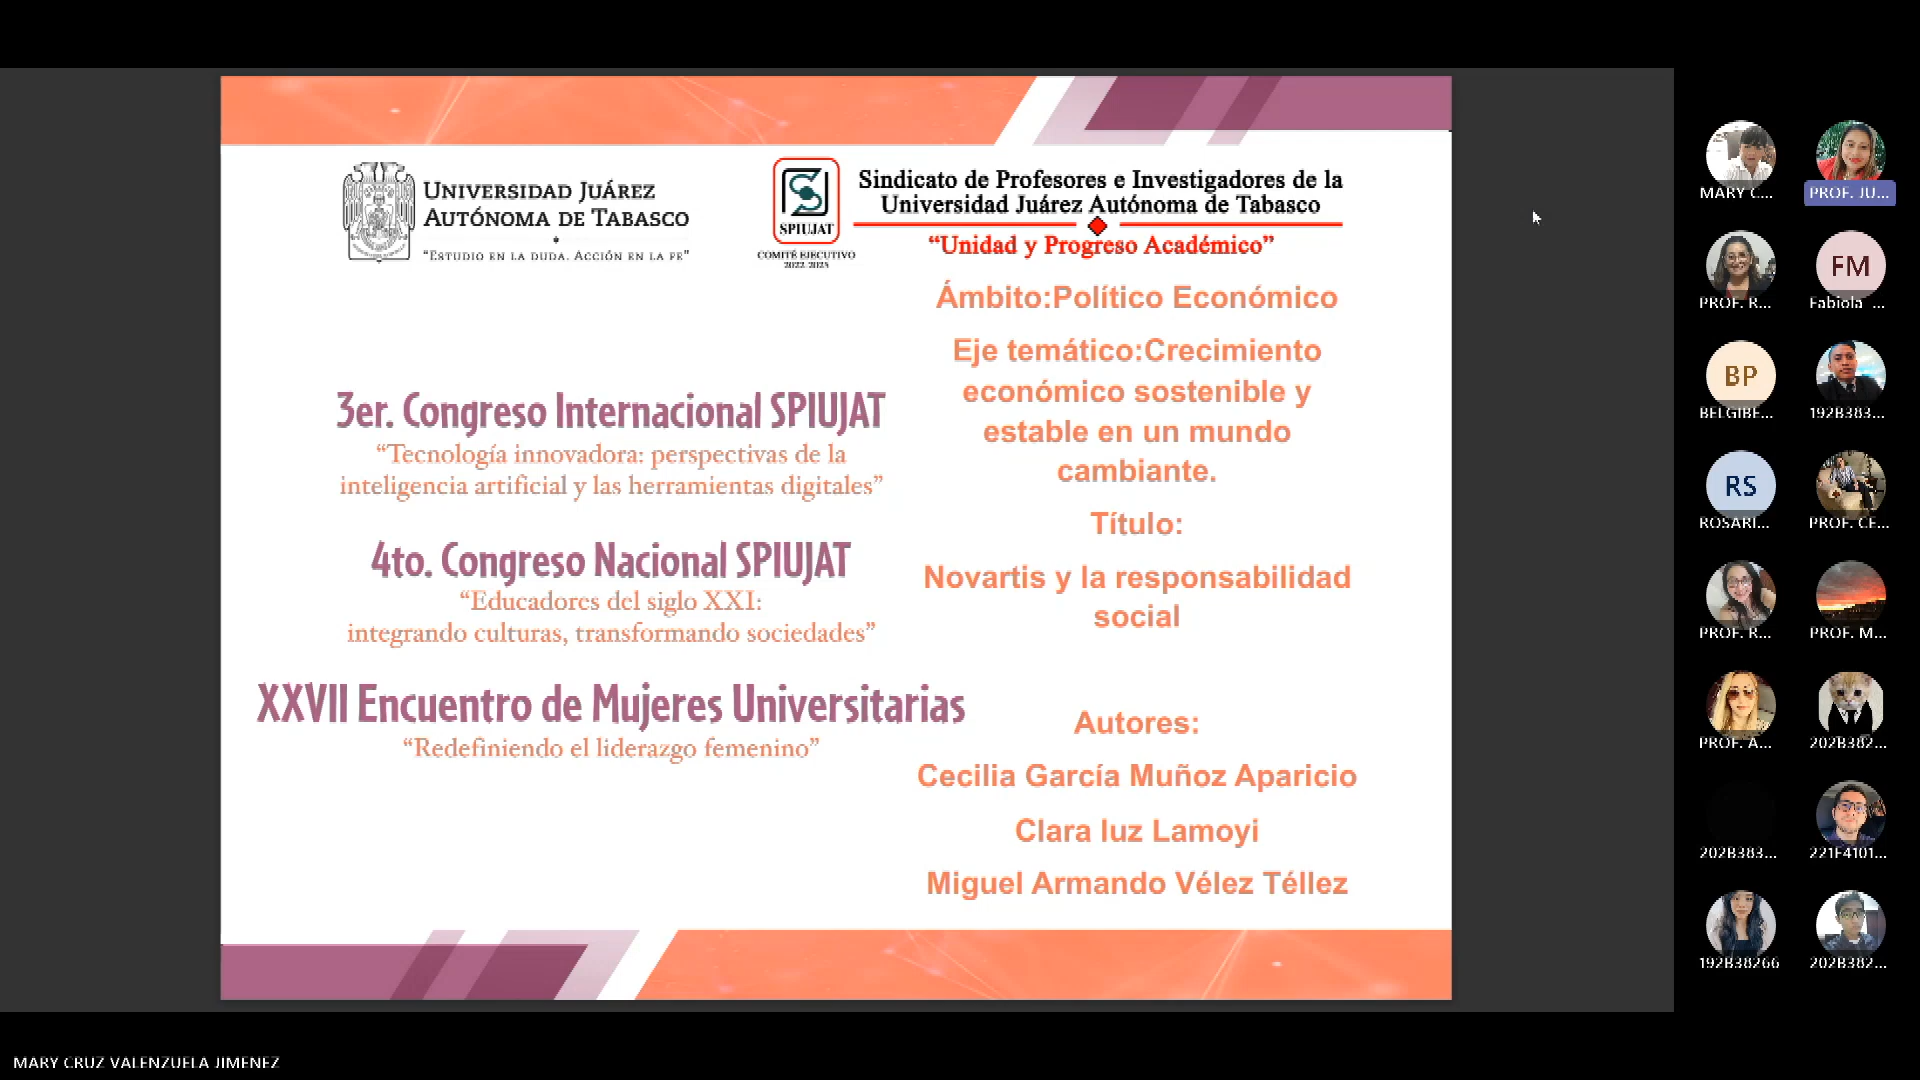 UNIVERSIDAD JUÁREZ
AUTÓNOMA DE TABASCO
“ESTUDIO EN LA DUDA. ACCIÓN EN LA FE”
SPIUJAT
COMITÉ EJECUTIVO
2022-2025
Sindicato de Profesores e Investigadores de la
Universidad Juárez Autónoma de Tabasco
“Unidad y Progreso Académico”
3er. Congreso Internacional SPIUJAT
“Tecnología innovadora: perspectivas de la
inteligencia artificial y las herramientas digitales”
4to. Congreso Nacional SPIUJAT
“Educadores del siglo XXI:
integrando culturas, transformando sociedades”
XXVII Encuentro de Mujeres Universitarias
“Redefiniendo el liderazgo femenino”
Ámbito:Político Económico
Eje temático:Crecimiento
económico sostenible y
estable en un mundo
cambiante.
Título:
Novartis y la responsabilidad
social
Autores:
Cecilia García Muñoz Aparicio
Clara luz Lamoyi
Miguel Armando Vélez Téllez
MARY C...
PROF. JU...
PROF. R...
FM
Fabiola ...
BP
BELGIBE...
192B383...
RS
ROSARI...
PROF. CE...
PROF. R...
PROF. M...
PROF. A...
202B382...
202B383...
221F4101...
192B38266
202B382...
MARY CRUZ VALENZUELA JIMENEZ